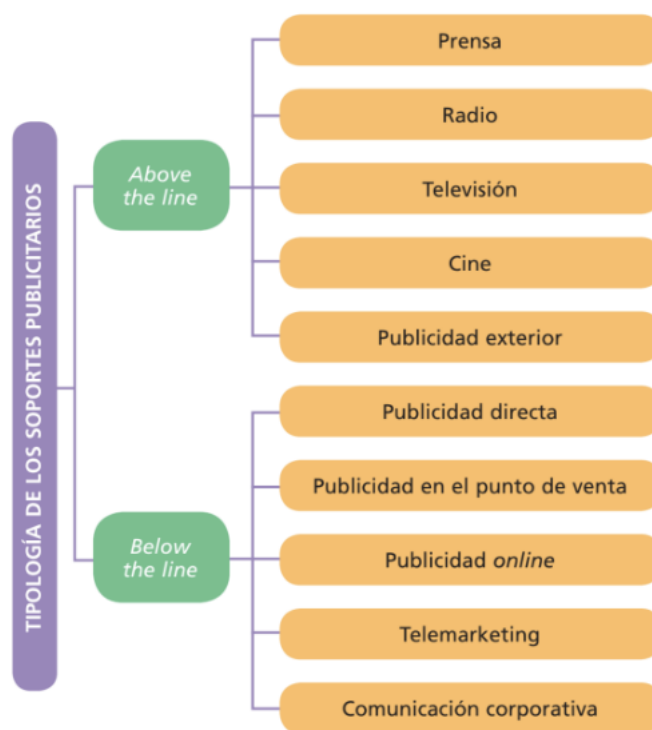 TIPOLOGÍA DE LOS SOPORTES PUBLICITARIOS
Above
the line
Prensa
Radio
Televisión
Cine
Publicidad exterior
Below
the line
Publicidad directa
Publicidad en el punto de venta
Publicidad online
Telemarketing
Comunicación corporativa